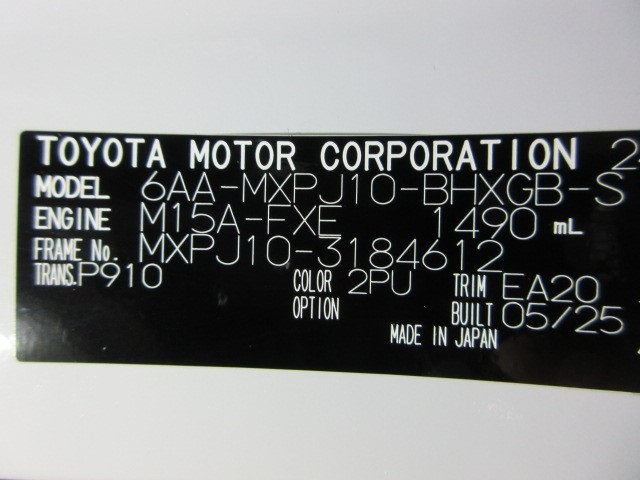 TOYOTA MOTOR CORPORATION 2
MODEL 6AA-MXPJ10-BHXGB-S
ENGINE M15A-FXE 1490 mL
FRAME No. MXPJ10-3184612
TRANS. P910 COLOR 2PU TRIM EA20
OPTION BUILT 05/25
MADE IN JAPAN